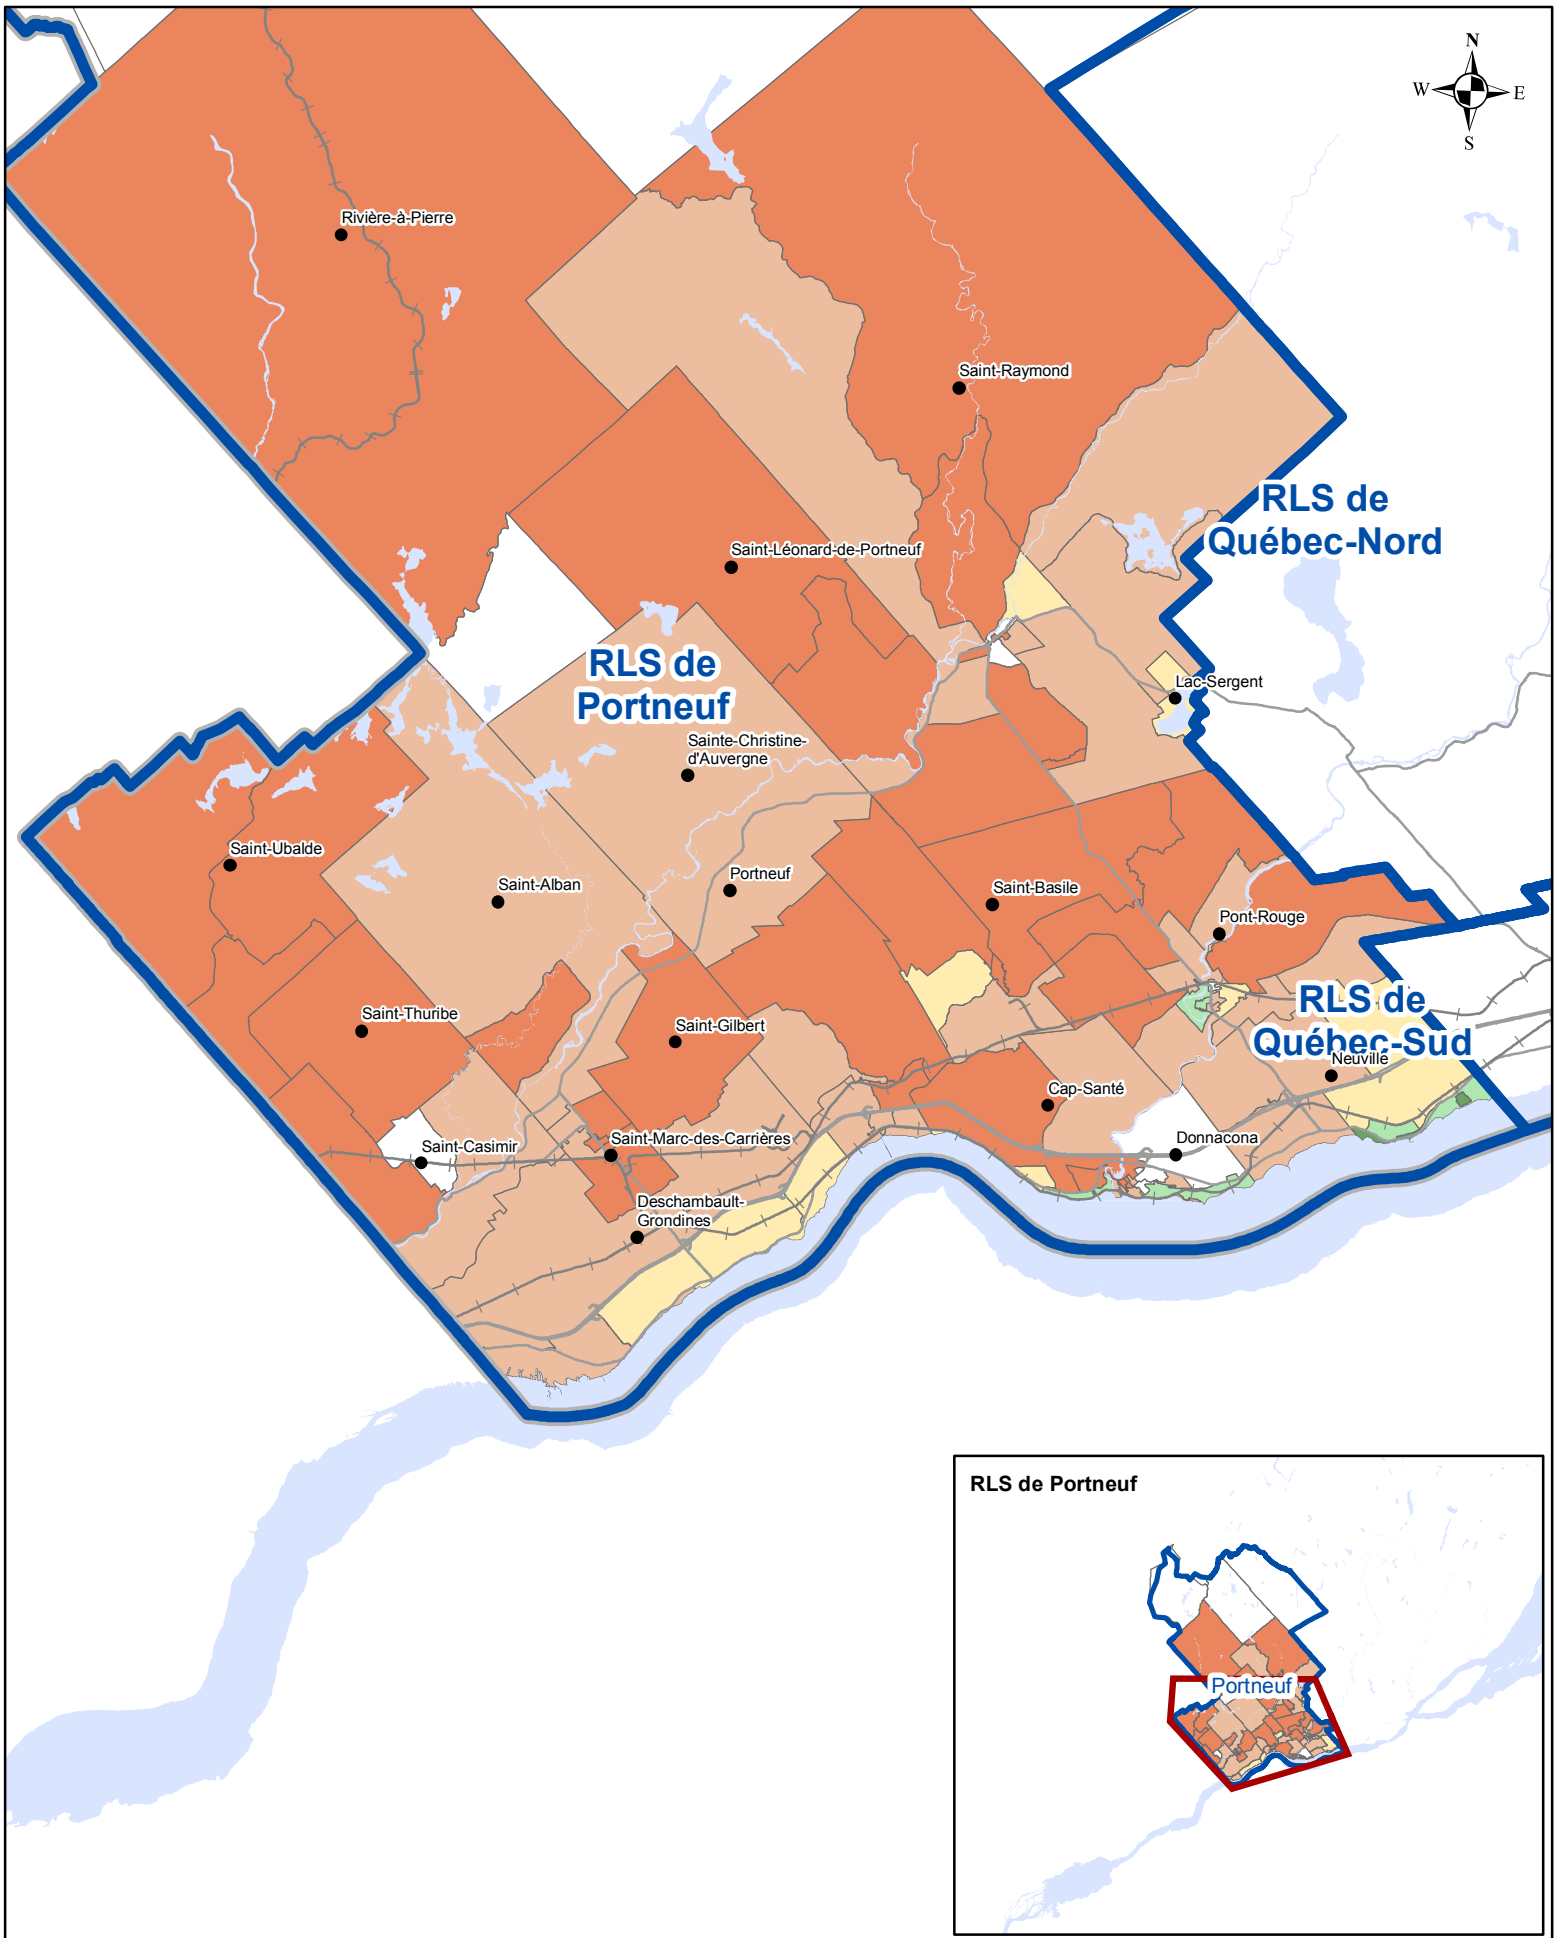 N
W
E
S
Rivière-à-Pierre
Saint-Raymond
RLS de
Québec-Nord
Saint-Léonard-de-Portneuf
RLS de
Portneuf
Lac-Sergent
Sainte-Christine-
d'Auvergne
Saint-Ubalde
Saint-Alban
Portneuf
Saint-Basile
Pont-Rouge
RLS de
Québec-Sud
Saint-Thuribe
Saint-Gilbert
Neuville
Cap-Santé
Saint-Casimir
Saint-Marc-des-Carrières
Donnacona
Deschambault-
Grondines
RLS de Portneuf
Portneuf